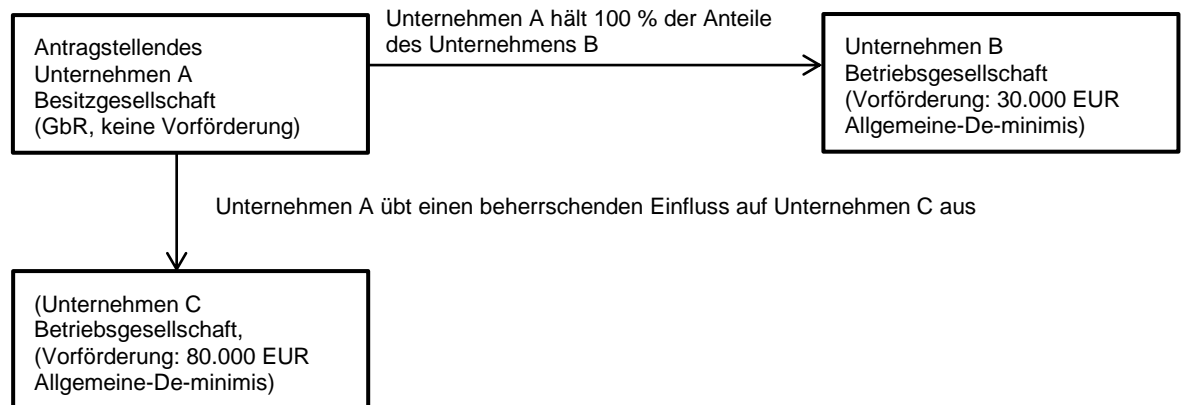 Antragstellendes
Unternehmen A
Besitzgesellschaft
(GbR, keine Vorförderung)
Unternehmen A hält 100 % der Anteile
des Unternehmens B
Unternehmen B
Betriebsgesellschaft
(Vorförderung: 30.000 EUR
Allgemeine-De-minimis)
Unternehmen A übt einen beherrschenden Einfluss auf Unternehmen C aus
(Unternehmen C
Betriebsgesellschaft,
(Vorförderung: 80.000 EUR
Allgemeine-De-minimis)